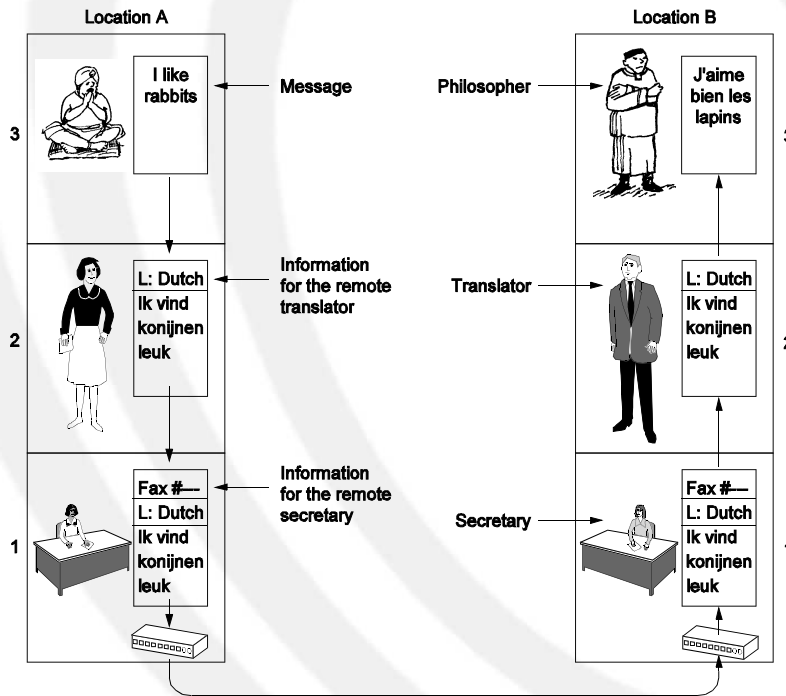 Location A
Location B
3
I like
rabbits
Message
Philosopher
J'aime
bien les
lapins
3
2
L: Dutch
Ik vind
konijnen
leuk
Information
for the remote
translator
Translator
L: Dutch
Ik vind
konijnen
leuk
2
1
Fax #---
L: Dutch
Ik vind
konijnen
leuk
Information
for the remote
secretary
Secretary
Fax #---
L: Dutch
Ik vind
konijnen
leuk